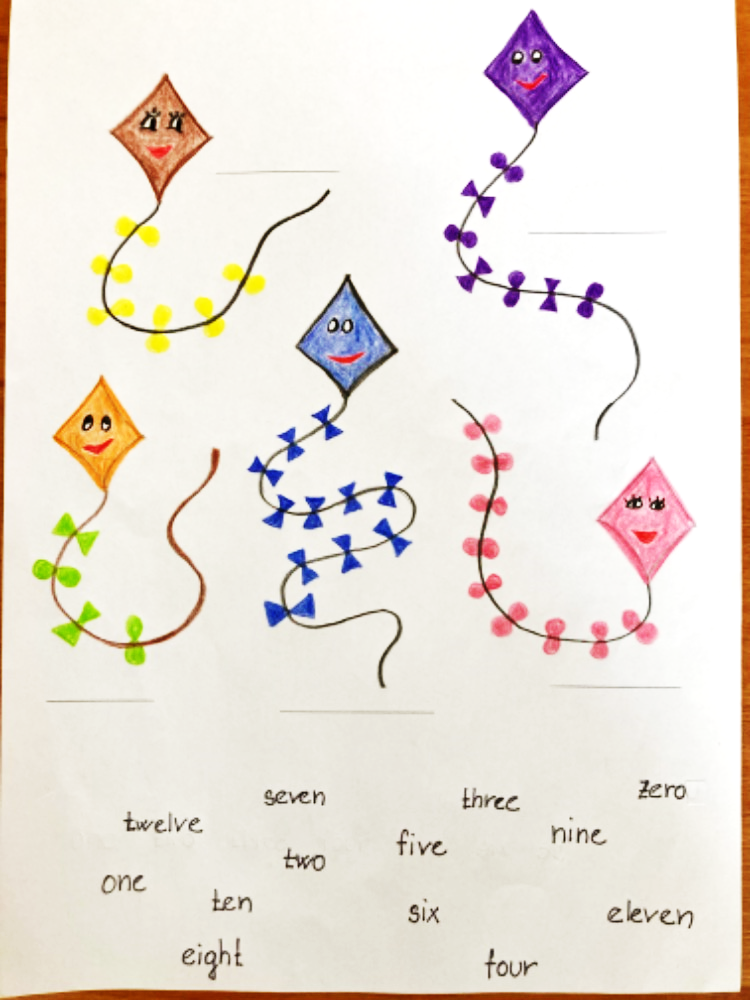 seven three zero
twelve five nine
two
one ten six eleven
eight four